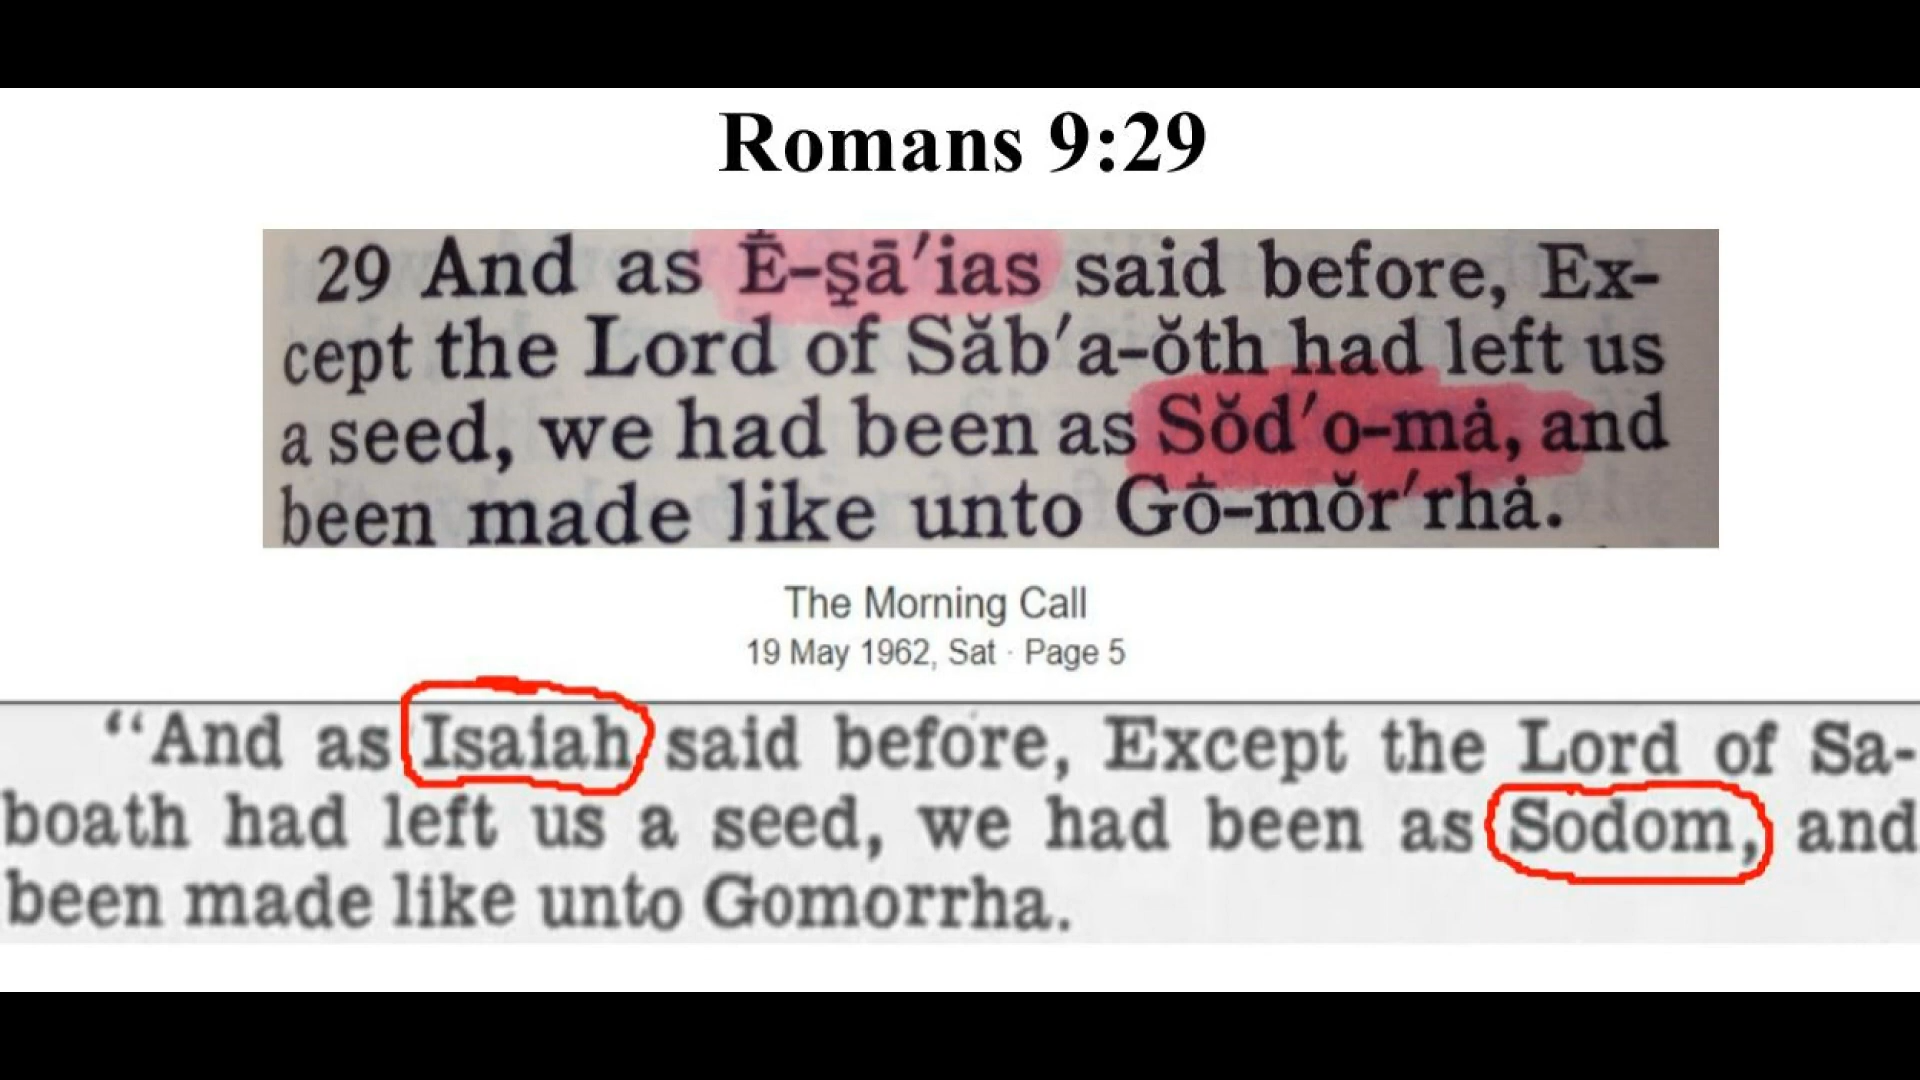 Romans 9:29
29 And as Ē-şā′ias said before, Ex-
cept the Lord of Săb′a-ŏth had left us
a seed, we had been as Sŏd′o-mȧ, and
been made like unto Gō-mŏr′rhȧ.
The Morning Call
19 May 1962, Sat · Page 5
“And as Isaiah said before, Except the Lord of Sa-
boath had left us a seed, we had been as Sodom, and
been made like unto Gomorrha.